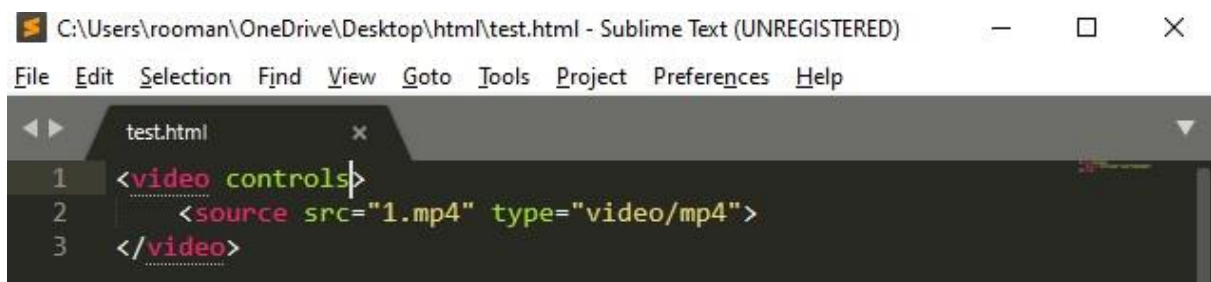 C:\Users\rooman\OneDrive\Desktop\html\test.html - Sublime Text (UNREGISTERED)
File Edit Selection Find View Goto Tools Project Preferences Help
test.html
1 <video controls>
2 <source src="1.mp4" type="video/mp4">
3 </video>